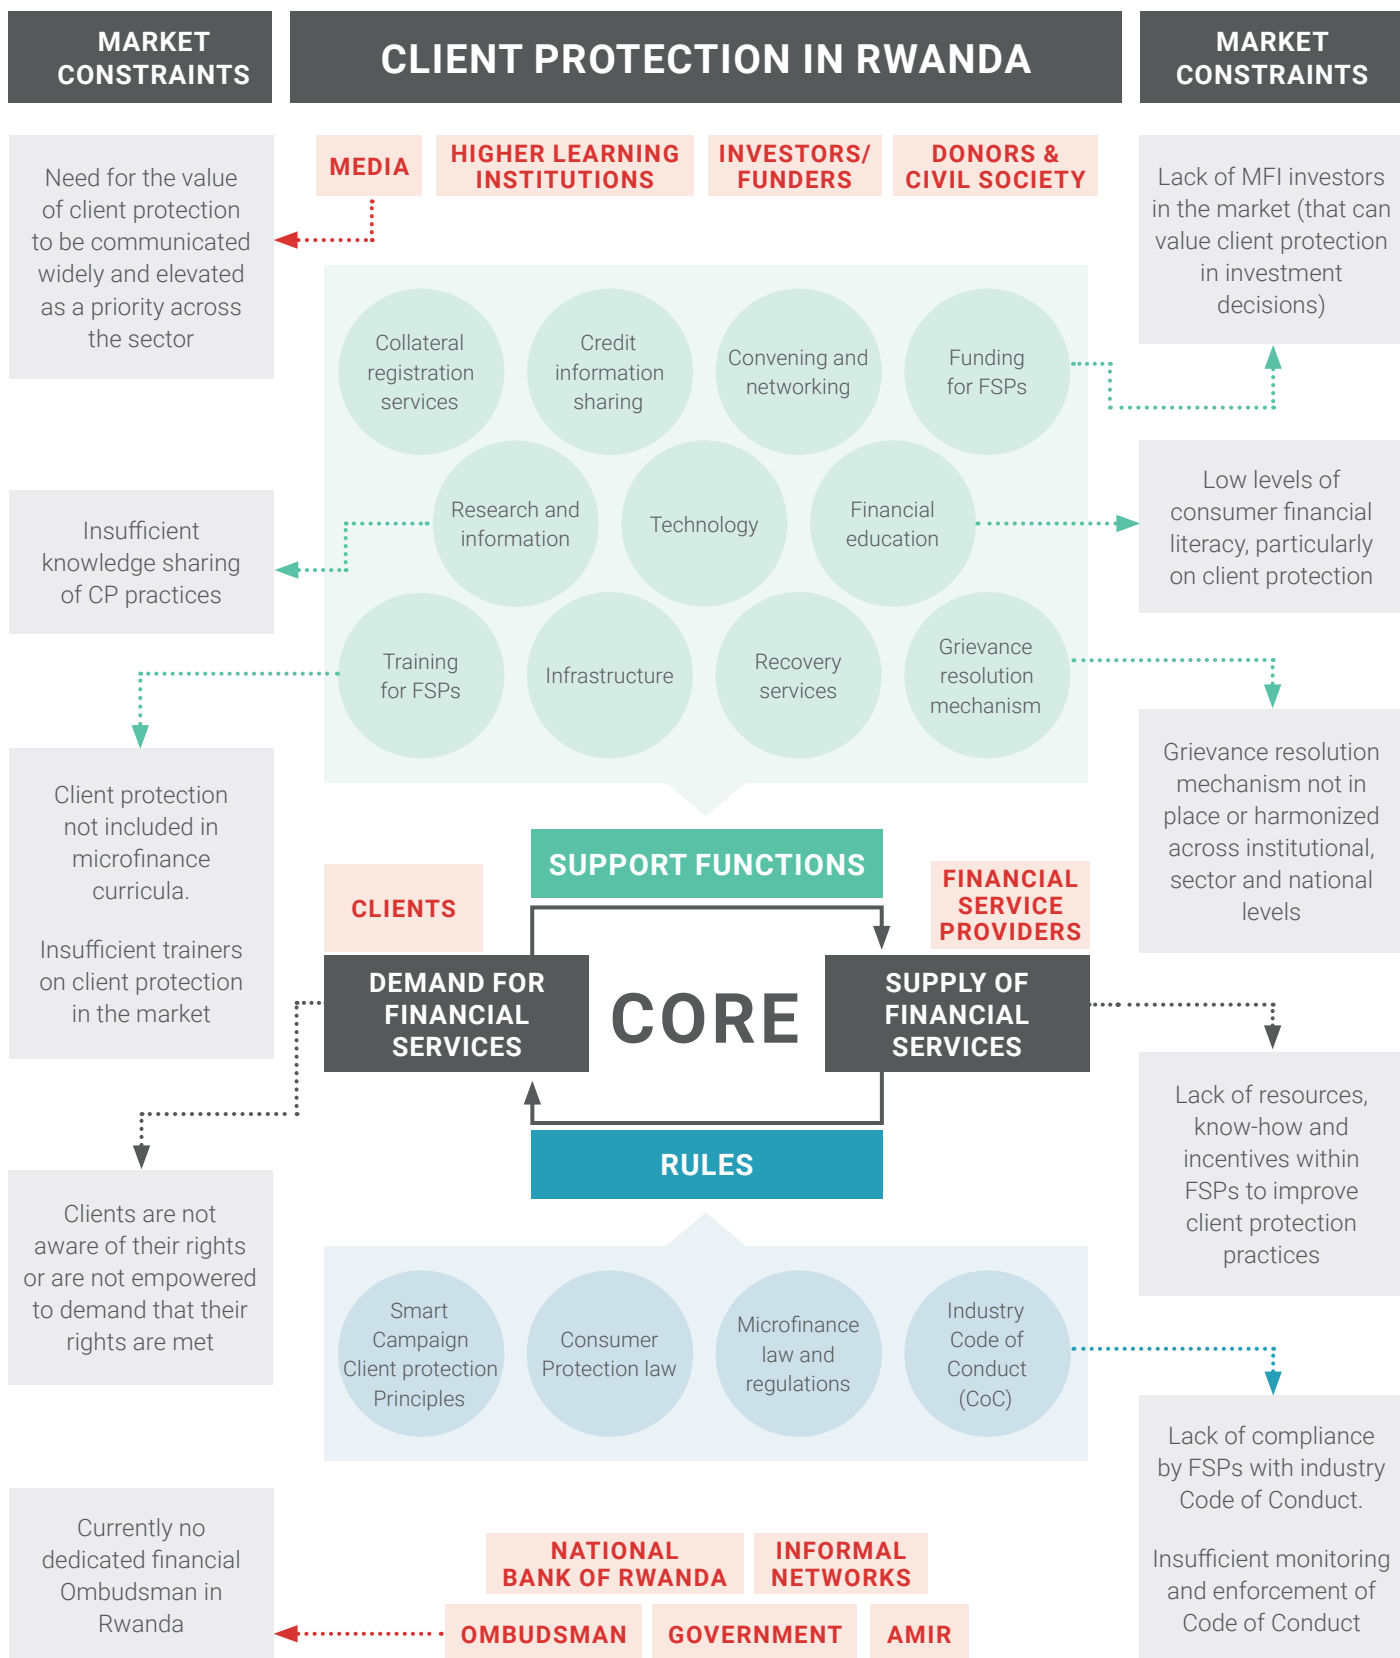 MARKET
CONSTRAINTS
CLIENT PROTECTION IN RWANDA
MARKET
CONSTRAINTS
Need for the value
of client protection
to be communicated
widely and elevated
as a priority across
the sector
MEDIA
HIGHER LEARNING
INSTITUTIONS
INVESTORS/
FUNDERS
DONORS &
CIVIL SOCIETY
Lack of MFI investors
in the market (that can
value client protection
in investment
decisions)
Collateral
registration
services
Credit
information
sharing
Convening and
networking
Funding
for FSPs
Insufficient
knowledge sharing
of CP practices
Research and
information
Technology
Financial
education
Low levels of
consumer financial
literacy, particularly
on client protection
Training
for FSPs
Infrastructure
Recovery
services
Grievance
resolution
mechanism
Client protection
not included in
microfinance
curricula.
Insufficient trainers
on client protection
in the market
Grievance resolution
mechanism not in
place or harmonized
across institutional,
sector and national
levels
SUPPORT FUNCTIONS
CLIENTS
FINANCIAL
SERVICE
PROVIDERS
DEMAND FOR
FINANCIAL
SERVICES
CORE
SUPPLY OF
FINANCIAL
SERVICES
RULES
Lack of resources,
know-how and
incentives within
FSPs to improve
client protection
practices
Clients are not
aware of their rights
or are not empowered
to demand that their
rights are met
Smart
Campaign
Client protection
Principles
Consumer
Protection law
Microfinance
law and
regulations
Industry
Code of
Conduct
(CoC)
Lack of compliance
by FSPs with industry
Code of Conduct.
Insufficient monitoring
and enforcement of
Code of Conduct
Currently no
dedicated financial
Ombudsman in
Rwanda
NATIONAL
BANK OF RWANDA
INFORMAL
NETWORKS
OMBUDSMAN
GOVERNMENT
AMIR